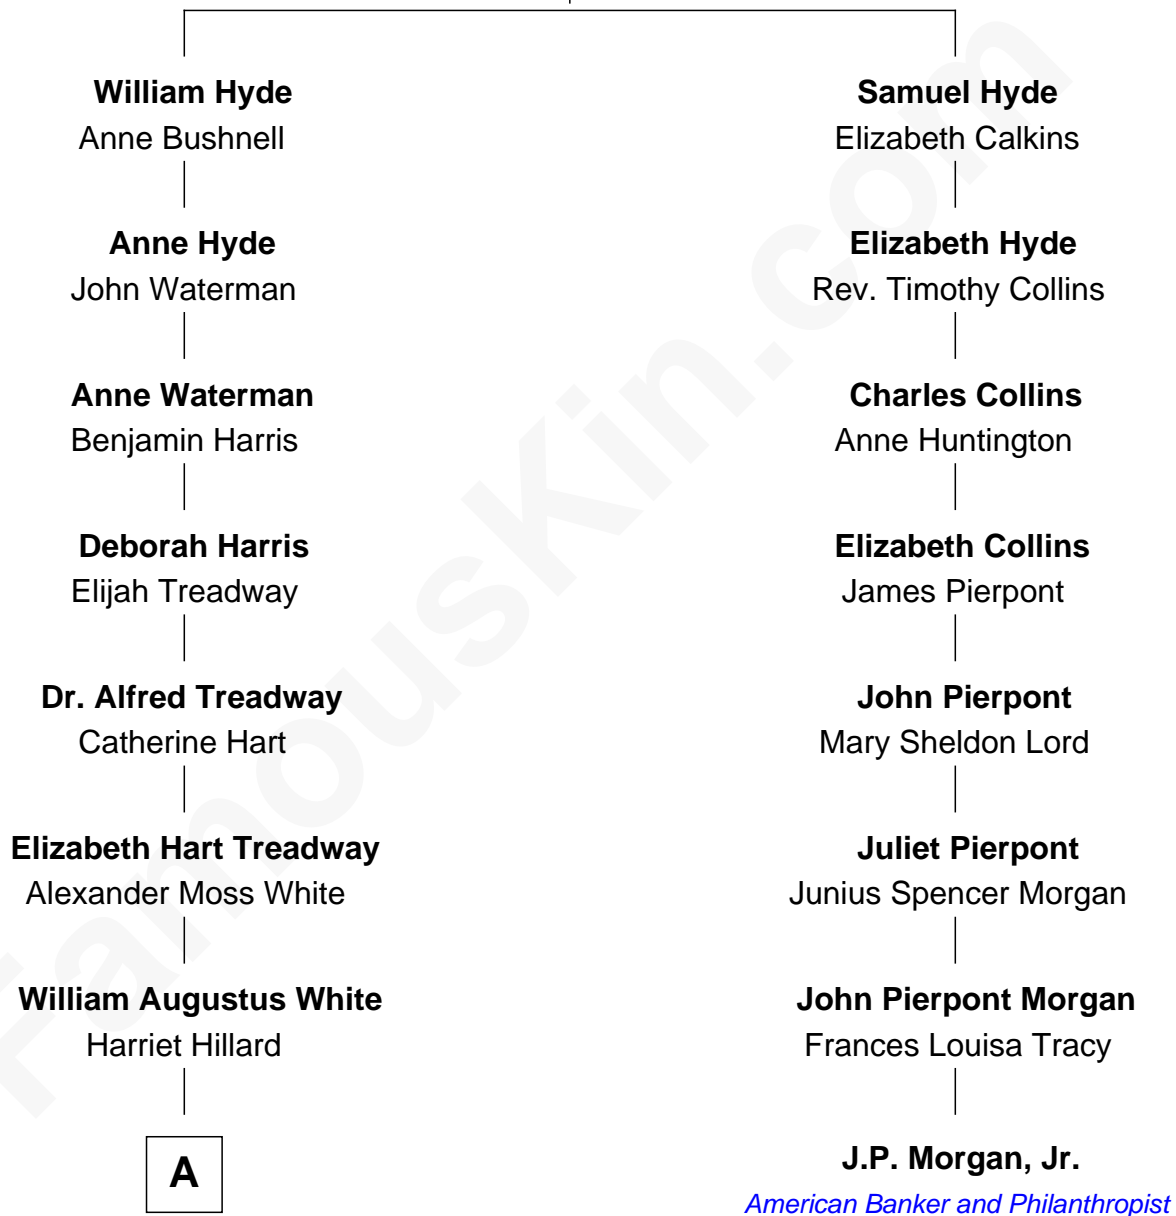 William Hyde
Anne Bushnell
Anne Hyde
John Waterman
Anne Waterman
Benjamin Harris
Deborah Harris
Elijah Treadway
Dr. Alfred Treadway
Catherine Hart
Elizabeth Hart Treadway
Alexander Moss White
William Augustus White
Harriet Hillard
A
Samuel Hyde
Elizabeth Calkins
Elizabeth Hyde
Rev. Timothy Collins
Charles Collins
Anne Huntington
Elizabeth Collins
James Pierpont
John Pierpont
Mary Sheldon Lord
Juliet Pierpont
Junius Spencer Morgan
John Pierpont Morgan
Frances Louisa Tracy
J.P. Morgan, Jr.
American Banker and Philanthropist
FamousKin.com